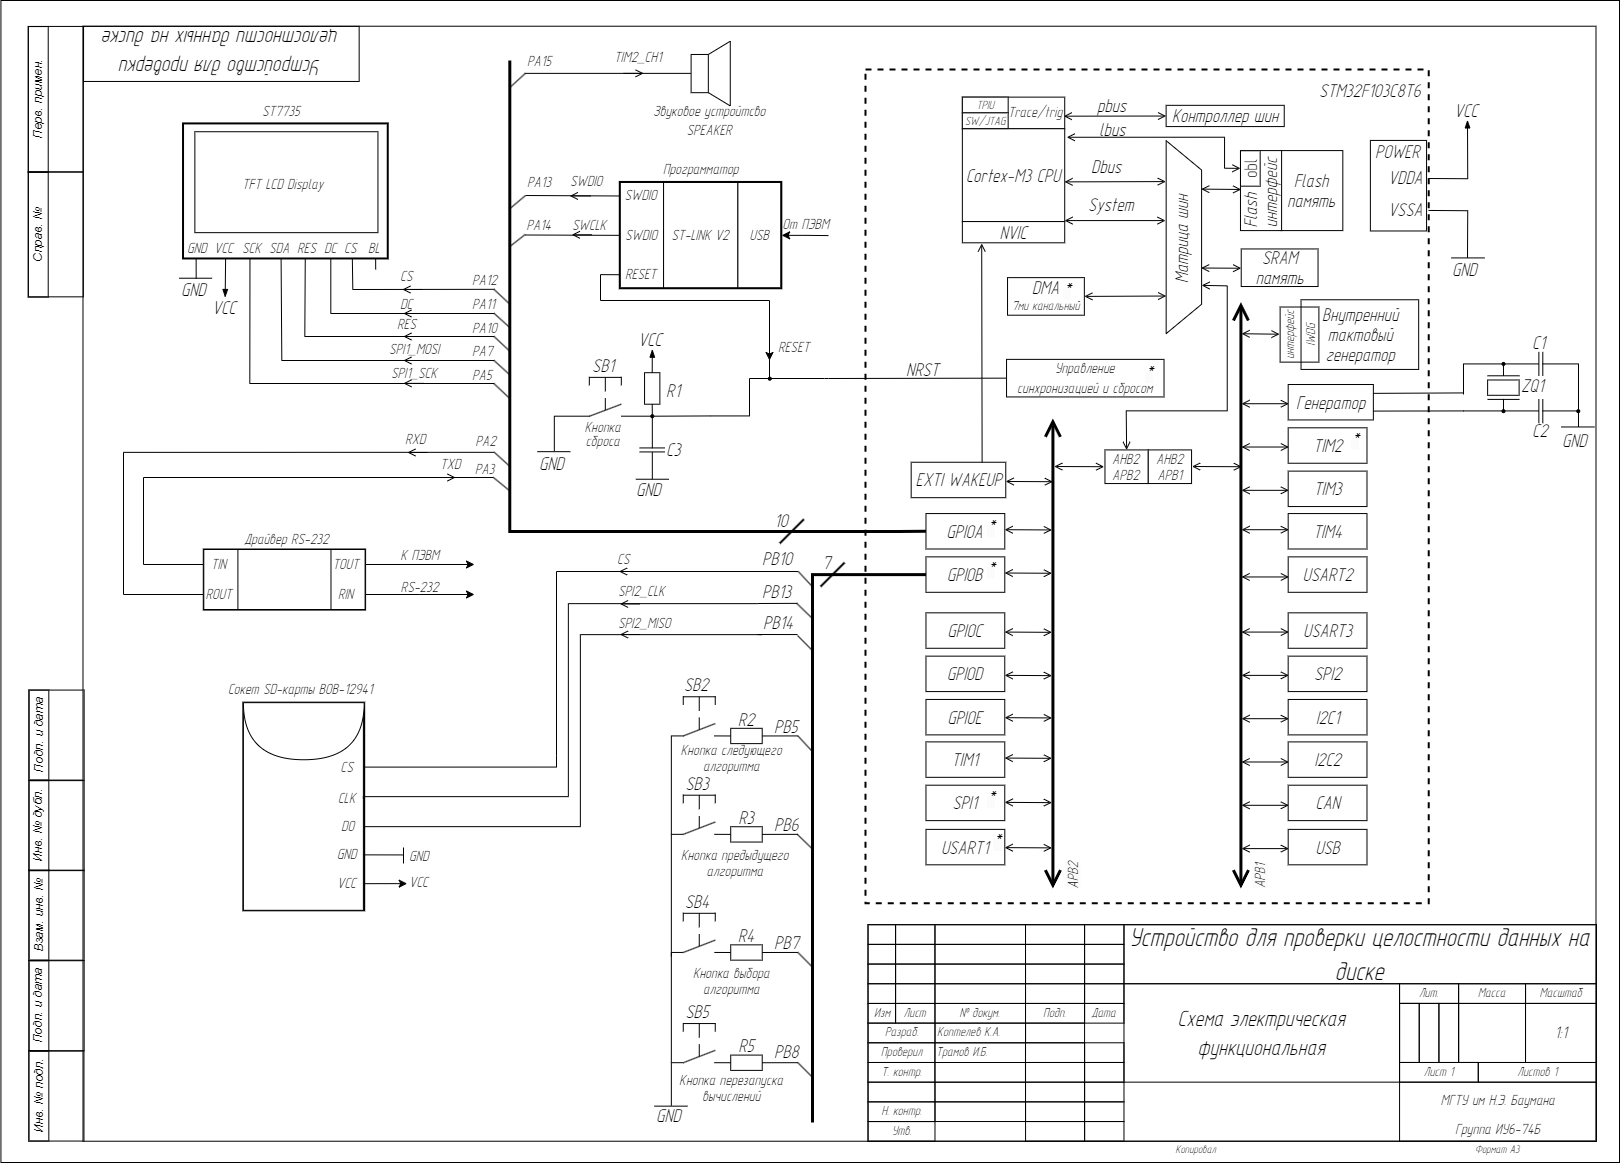 Устройство для проверки
целостности данных на диске
Перв. примен.
Справ. №
Подп. и дата
Инв. № дубл.
Взам. инв. №
Подп. и дата
Инв. № подл.
ST7735
TFT LCD Display
GND VCC SCK SDA RES DC CS BL
GND
VCC
CS PA12
DC PA11
RES PA10
SPI1_MOSI PA7
SPI1_SCK PA5
RXD PA2
TXD PA3
PA15 TIM2_CH1
Звуковое устройтсво
SPEAKER
Программатор
PA13 SWDIO
PA14 SWCLK
SWDIO
SWDIO
RESET
ST-LINK V2
USB
От ПЭВМ
RESET
NRST
VCC
SB1
R1
Кнопка
сброса
C3
GND
GND
Драйвер RS-232
TIN TOUT
ROUT RIN
К ПЭВМ
RS-232
10
7
CS PB10
SPI2_CLK PB13
SPI2_MISO PB14
Сокет SD-карты BOB-12941
CS
CLK
DO
GND GND
VCC VCC
SB2
R2 PB5
Кнопка следующего
алгоритма
SB3
R3 PB6
Кнопка предыдущего
алгоритма
SB4
R4 PB7
Кнопка выбора
алгоритма
SB5
R5 PB8
Кнопка перезапуска
вычислений
GND
STM32F103C8T6
TPIU
SW/JTAG
Trace/trig
Cortex-M3 CPU
NVIC
pbus
Контроллер шин
lbus
Dbus
System
Матрица шин
Flash obl
интерфейс
Flash
память
SRAM
память
DMA *
7ми канальный
Управление *
синхронизацией и сбросом
интерфейс
IWDG
Внутренний
тактовый
генератор
Генератор
AHB2
APB2
AHB2
APB1
EXTI WAKEUP
GPIOA *
GPIOB *
GPIOC
GPIOD
GPIOE
TIM1
SPI1 *
USART1 *
APB2
TIM2 *
TIM3
TIM4
USART2
USART3
SPI2
I2C1
I2C2
CAN
USB
APB1
POWER
VDDA
VSSA
VCC
GND
C1
ZQ1
C2
GND
Устройство для проверки целостности данных на
диске
Схема электрическая
функциональная
Изм Лист № докум. Подп. Дата
Разраб. Коптелев К.А.
Проверил Трамов И.Б.
Т. контр.
Н. контр.
Утв.
Лит. Масса Масштаб
1:1
Лист 1 Листов 1
МГТУ им Н.Э. Баумана
Группа ИУ6-74Б
Копировал Формат А3